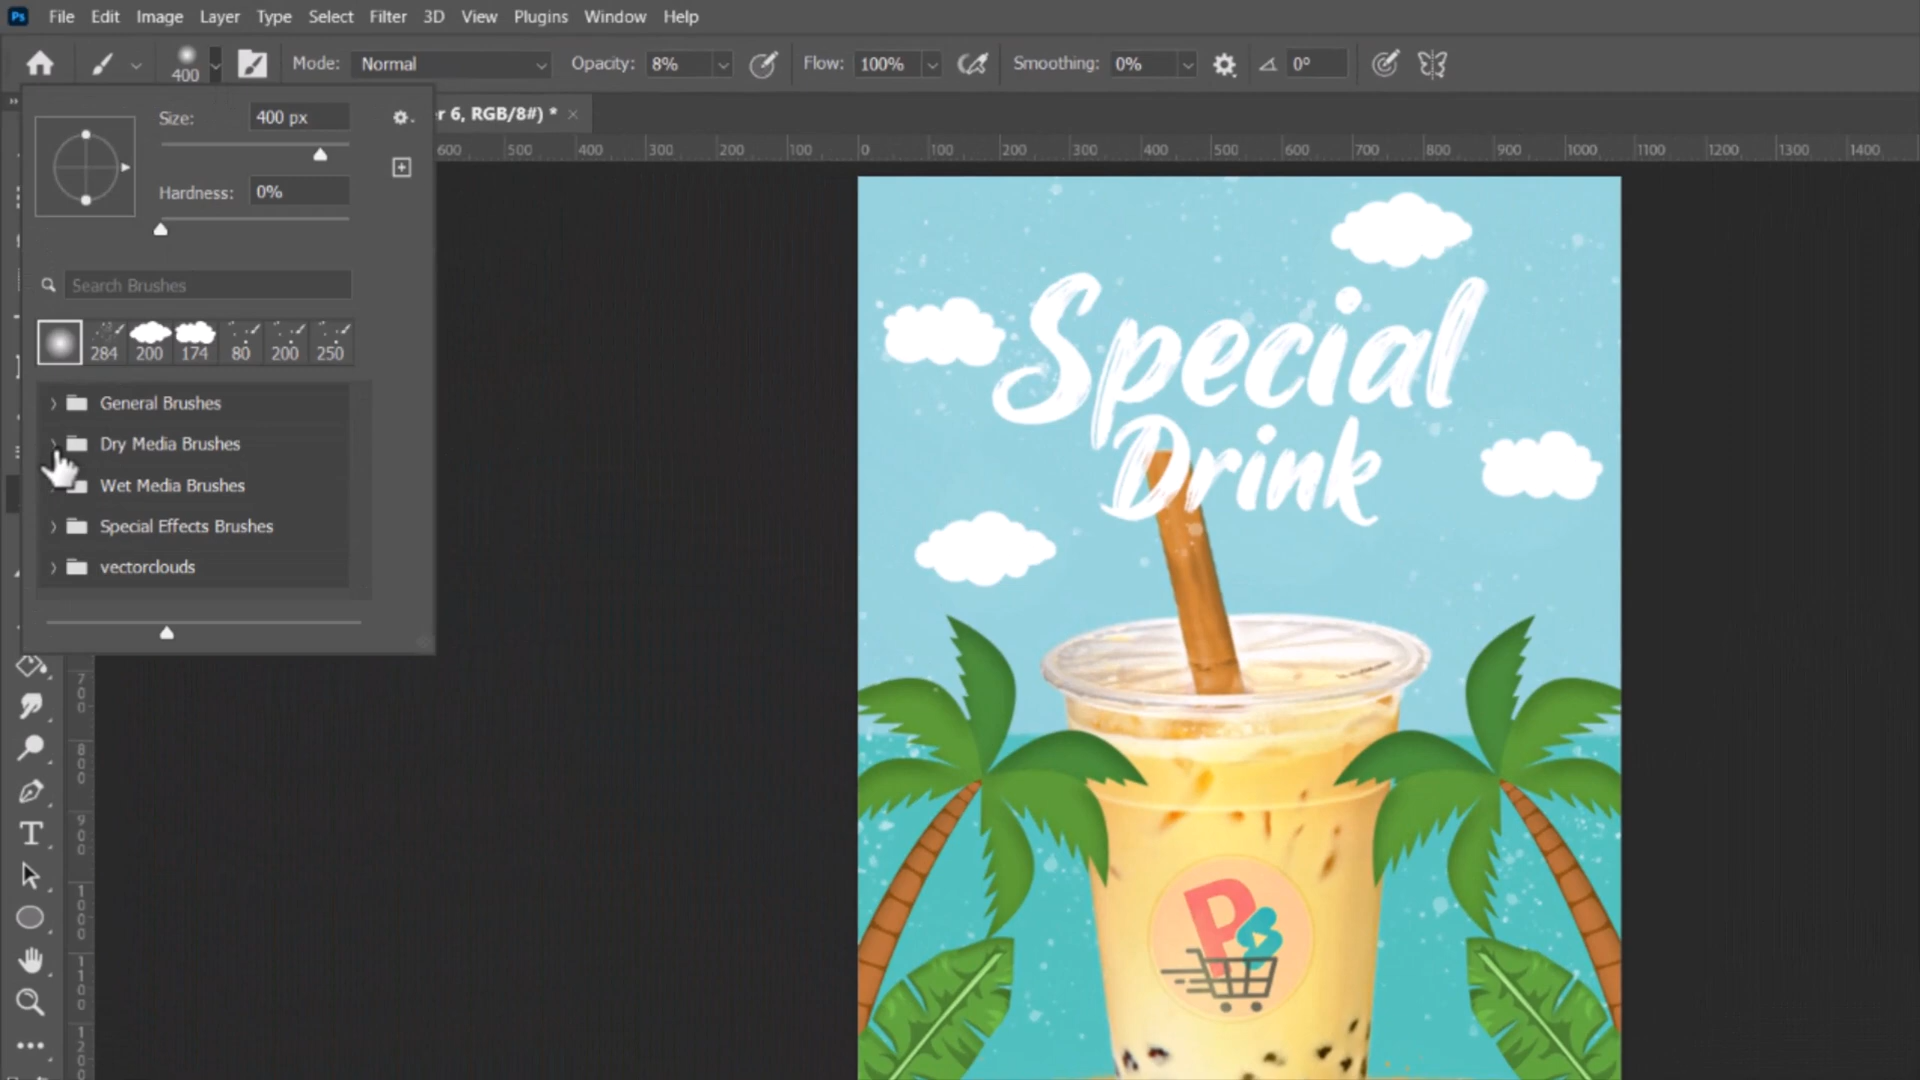 Ps File Edit Image Layer Type Select Filter 3D View Plugins Window Help
400 Mode: Normal Opacity: 8% Flow: 100% Smoothing: 0% 0°
r 6, RGB/8#) * ×
Size: 400 px
600 500 400 300 200 100 0 100 200 300 400 500 600 700 800 900 1000 1100 1200 1300 1400
Hardness: 0%
Search Brushes
284 200 174 80 200 250
General Brushes
Dry Media Brushes
Wet Media Brushes
Special Effects Brushes
vectorclouds
Special
Drink
700
800
900
1000
1100
120
P8